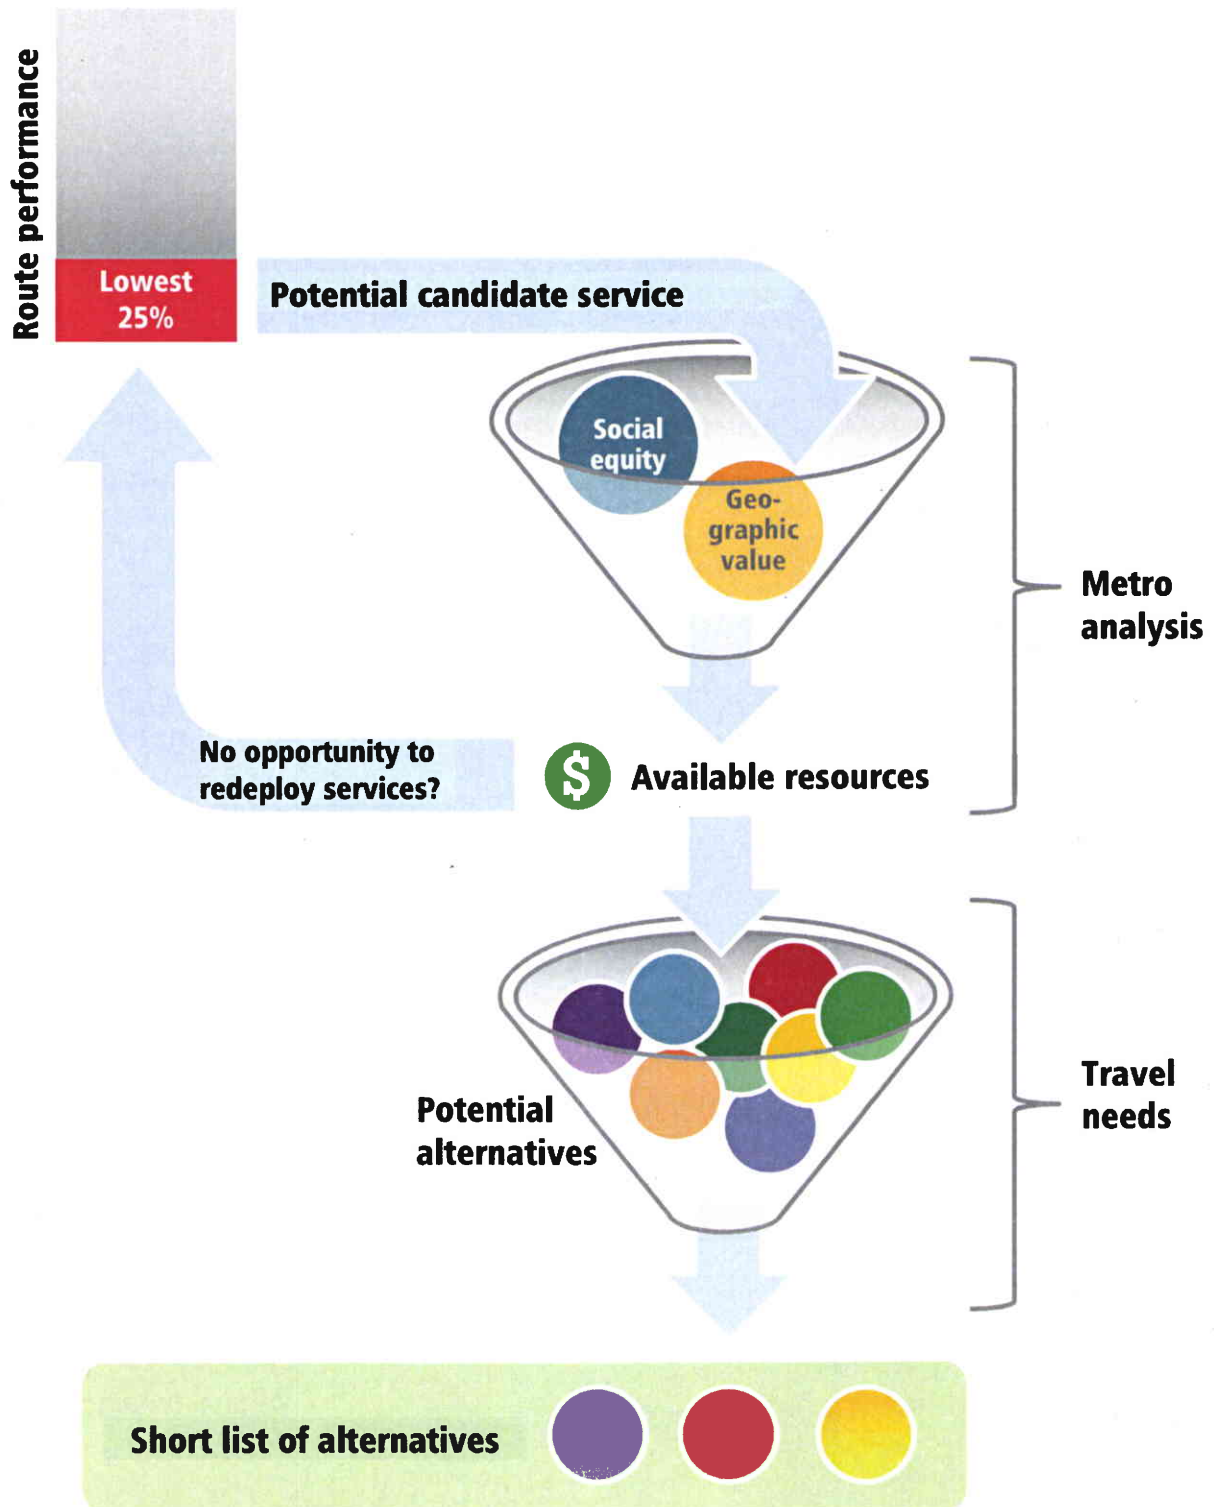 Route performance
Lowest
25%
Potential candidate service
Social
equity
Geo-
graphic
value
Metro
analysis
No opportunity to
redeploy services?
$
Available resources
Potential
alternatives
Travel
needs
Short list of alternatives